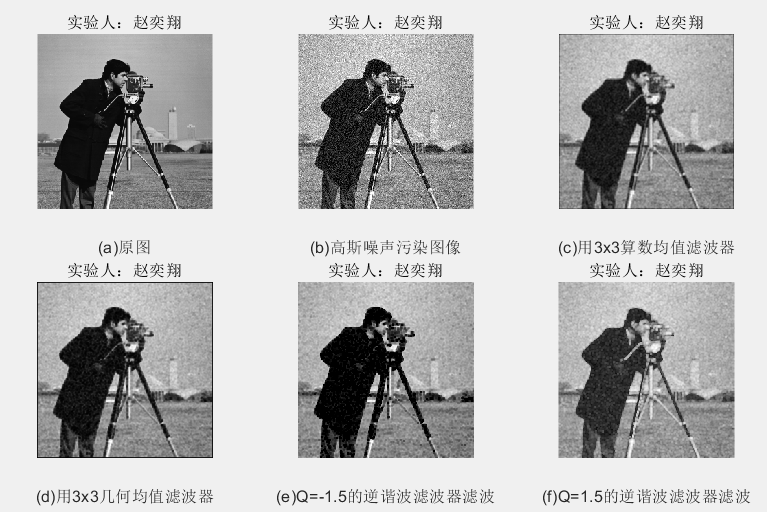 实验人：赵奕翔
实验人：赵奕翔
实验人：赵奕翔
(a)原图
(b)高斯噪声污染图像
(c)用3x3算数均值滤波器
实验人：赵奕翔
实验人：赵奕翔
实验人：赵奕翔
(d)用3x3几何均值滤波器
(e)Q=-1.5的逆谐波滤波器滤波
(f)Q=1.5的逆谐波滤波器滤波